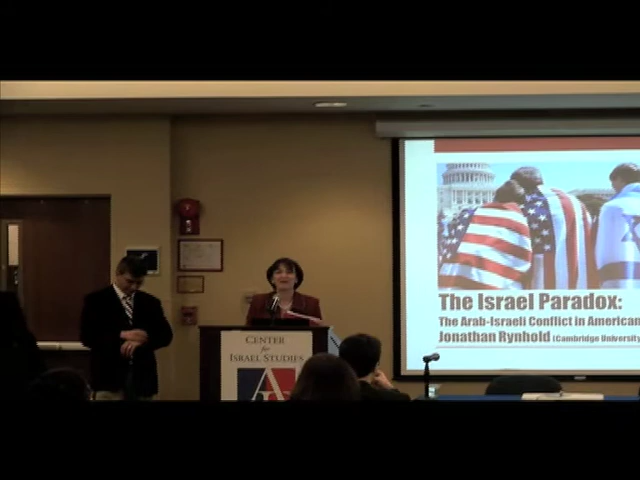 The Israel Paradox:
The Arab-Israeli Conflict in American
Jonathan Rynhold (Cambridge University
CENTER
for
ISRAEL STUDIES